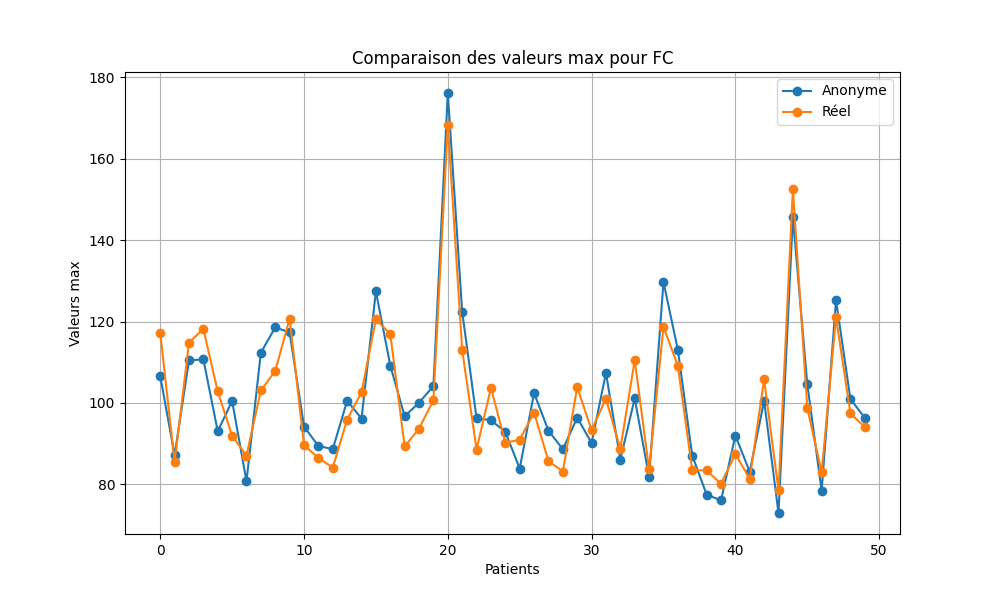 Comparaison des valeurs max pour FC
Anonyme
Réel
Valeurs max
180
160
140
120
100
80
0 10 20 30 40 50
Patients